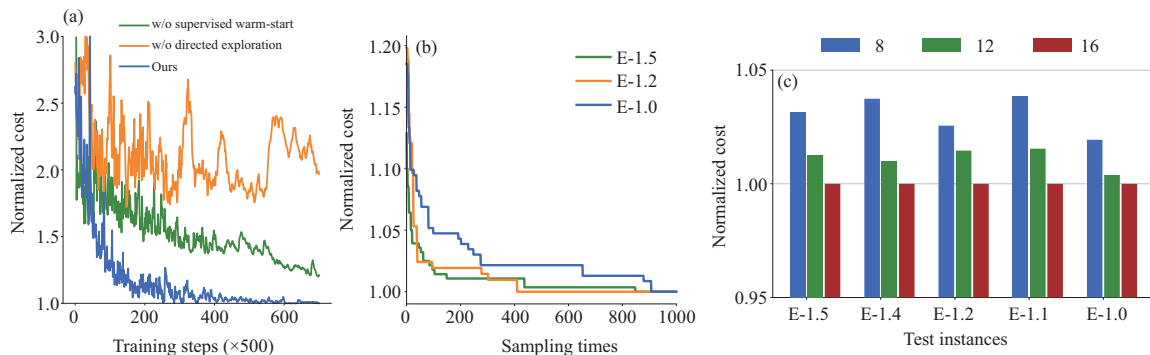 (a)
w/o supervised warm-start
w/o directed exploration
Ours
Normalized cost
3.0
2.5
2.0
1.5
1.0
0 200 400 600
Training steps (×500)
(b)
E-1.5
E-1.2
E-1.0
Normalized cost
1.20
1.15
1.10
1.05
1.00
0 200 400 600 800 1000
Sampling times
8 12 16
(c)
Normalized cost
1.05
1.00
0.95
E-1.5 E-1.4 E-1.2 E-1.1 E-1.0
Test instances